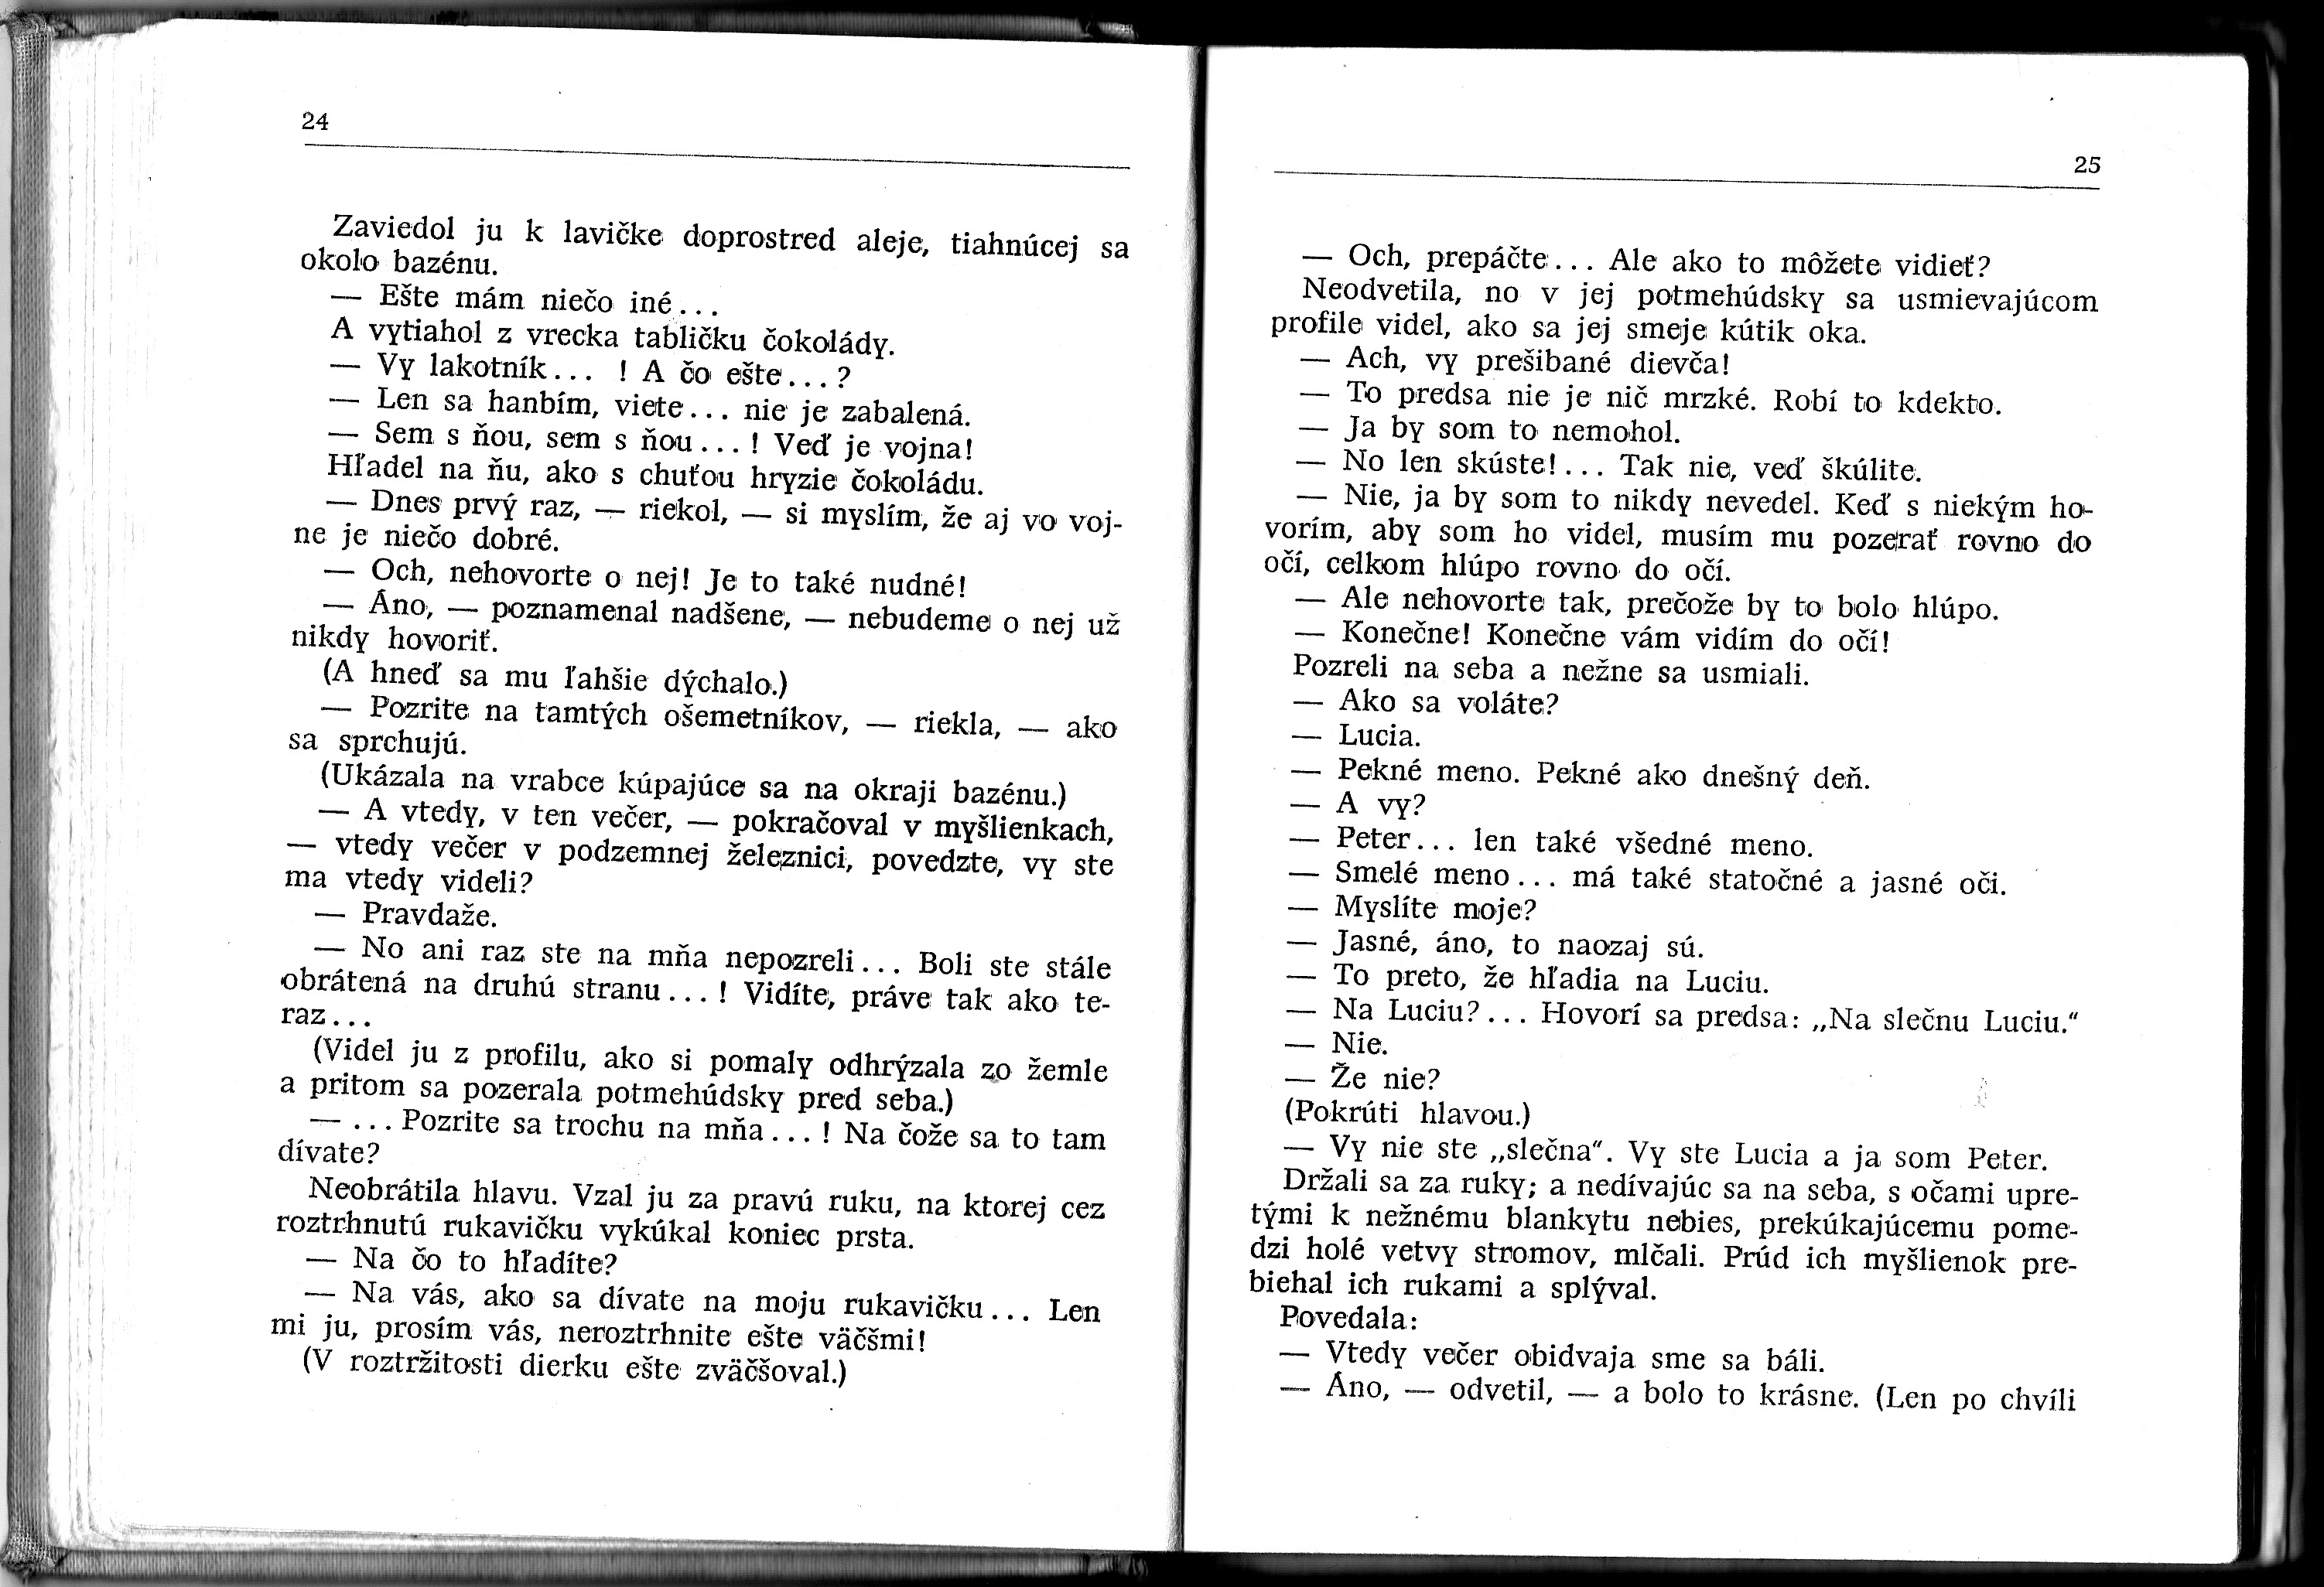 24
Zaviedol ju k lavičke doprostred aleje, tiahnúcej sa
okolo bazénu.
— Ešte mám niečo iné...
A vytiahol z vrecka tabličku čokolády.
— Vy lakotník... ! A čo ešte...?
— Len sa hanbím, viete... nie je zabalená.
— Sem s ňou, sem s ňou...! Veď je vojna!
Hľadel na ňu, ako s chuťou hryzie čokoládu.
— Dnes prvý raz, — riekol, — si myslím, že aj vo voj-
ne je niečo dobré.
— Och, nehovorte o nej! Je to také nudné!
— Áno, — poznamenal nadšene, — nebudeme o nej už
nikdy hovoriť.
(A hneď sa mu ľahšie dýchalo.)
— Pozrite na tamtých ošemetníkov, — riekla, — ako
sa sprchujú.
(Ukázala na vrabce kúpajúce sa na okraji bazénu.)
— A vtedy, v ten večer, — pokračoval v myšlienkach,
— vtedy večer v podzemnej železnici, povedzte, vy ste
ma vtedy videli?
— Pravdaže.
— No ani raz ste na mňa nepozreli... Boli ste stále
obrátená na druhú stranu...! Vidíte, práve tak ako te-
raz...
(Videl ju z profilu, ako si pomaly odhrýzala zo žemle
a pritom sa pozerala potmehúdsky pred seba.)
— ...Pozrite sa trochu na mňa...! Na čože sa to tam
dívate?
Neobrátila hlavu. Vzal ju za pravú ruku, na ktorej cez
roztrhnutú rukavičku vykúkal koniec prsta.
— Na čo to hľadíte?
— Na vás, ako sa dívate na moju rukavičku... Len
mi ju, prosím vás, neroztrhnite ešte väčšmi!
(V roztržitosti dierku ešte zväčšoval.)
25
— Och, prepáčte... Ale ako to môžete vidieť?
Neodvetila, no v jej potmehúdsky sa usmievajúcom
profile videl, ako sa jej smeje kútik oka.
— Ach, vy prešibané dievča!
— To predsa nie je nič mrzké. Robí to kdekto.
— Ja by som to nemohol.
— No len skúste!... Tak nie, veď škúlite.
— Nie, ja by som to nikdy nevedel. Keď s niekým ho-
vorím, aby som ho videl, musím mu pozerať rovno do
očí, celkom hlúpo rovno do očí.
— Ale nehovorte tak, prečože by to bolo hlúpo.
— Konečne! Konečne vám vidím do očí!
Pozreli na seba a nežne sa usmiali.
— Ako sa voláte?
— Lucia.
— Pekné meno. Pekné ako dnešný deň.
— A vy?
— Peter... len také všedné meno.
— Smelé meno... má také statočné a jasné oči.
— Myslíte moje?
— Jasné, áno, to naozaj sú.
— To preto, že hľadia na Luciu.
— Na Luciu?... Hovorí sa predsa: „Na slečnu Luciu."
— Nie.
— Že nie?
(Pokrúti hlavou.)
— Vy nie ste „slečna". Vy ste Lucia a ja som Peter.
Držali sa za ruky; a nedívajúc sa na seba, s očami upre-
tými k nežnému blankytu nebies, prekúkajúcemu pome-
dzi holé vetvy stromov, mlčali. Prúd ich myšlienok pre-
biehal ich rukami a splýval.
Povedala:
— Vtedy večer obidvaja sme sa báli.
— Áno, — odvetil, — a bolo to krásne. (Len po chvíli